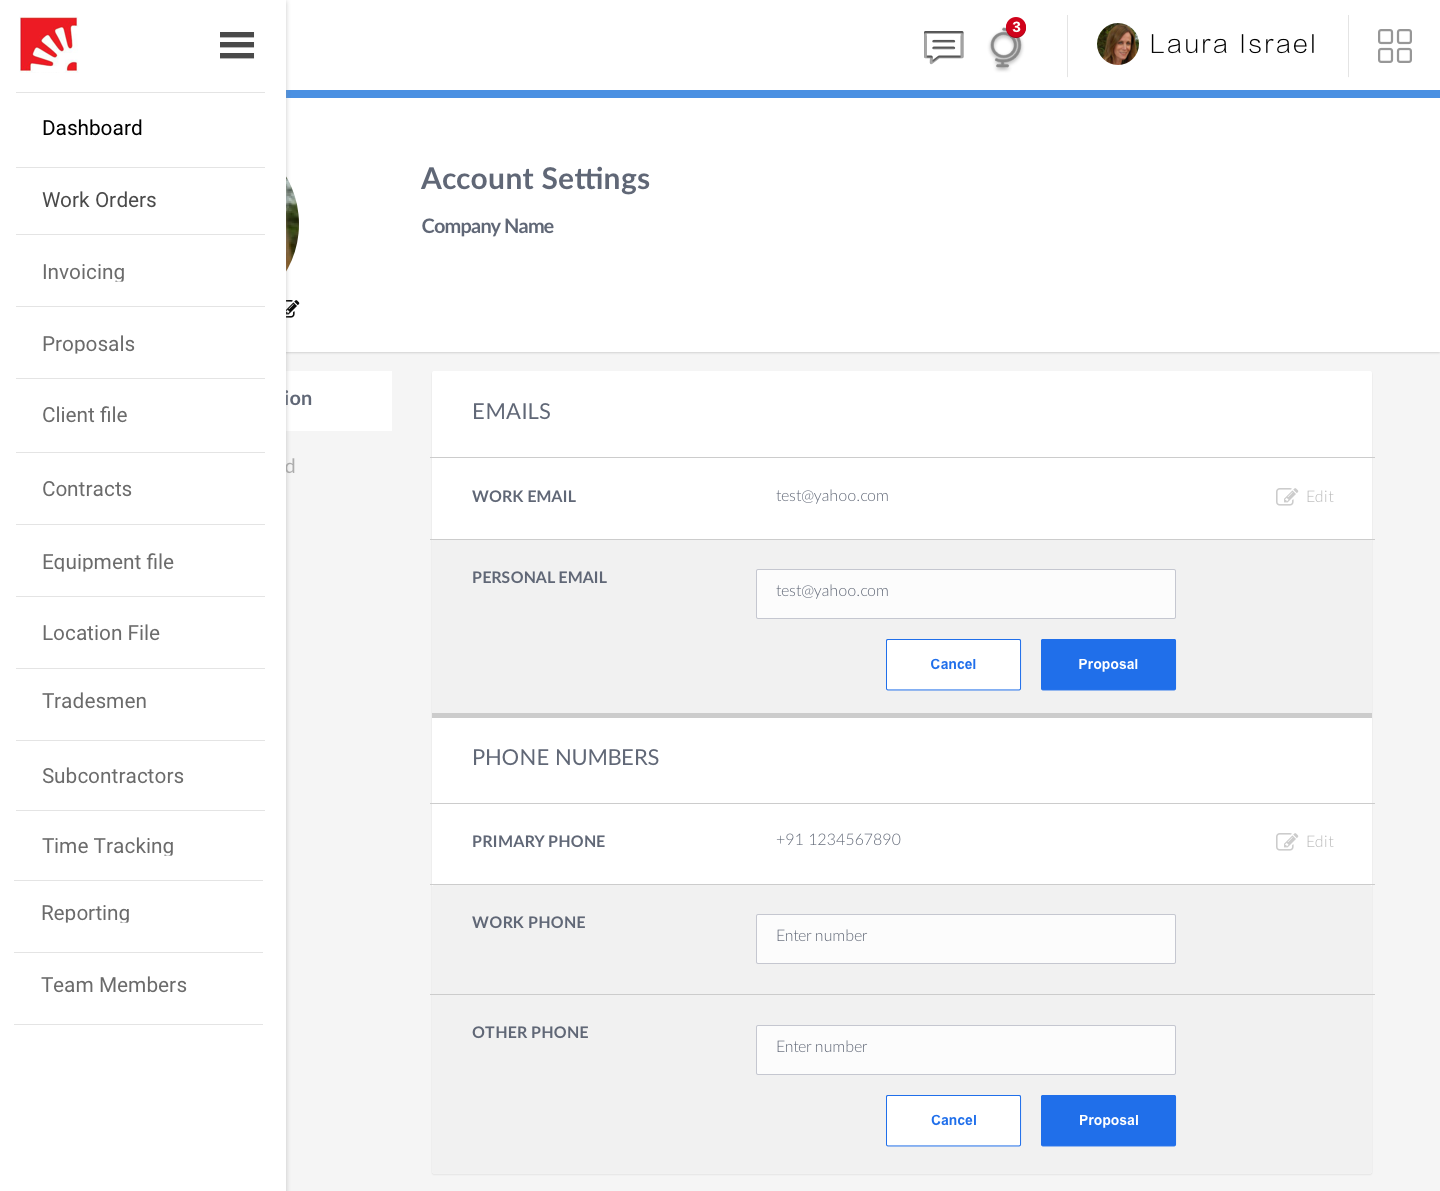 3
Laura Israel
Dashboard
Work Orders
Invoicing
Proposals
Client file
Contracts
Equipment file
Location File
Tradesmen
Subcontractors
Time Tracking
Reporting
Team Members
Account Settings
Company Name
ion
d
EMAILS
WORK EMAIL
test@yahoo.com
Edit
PERSONAL EMAIL
test@yahoo.com
Cancel
Proposal
PHONE NUMBERS
PRIMARY PHONE
+91 1234567890
Edit
WORK PHONE
Enter number
OTHER PHONE
Enter number
Cancel
Proposal